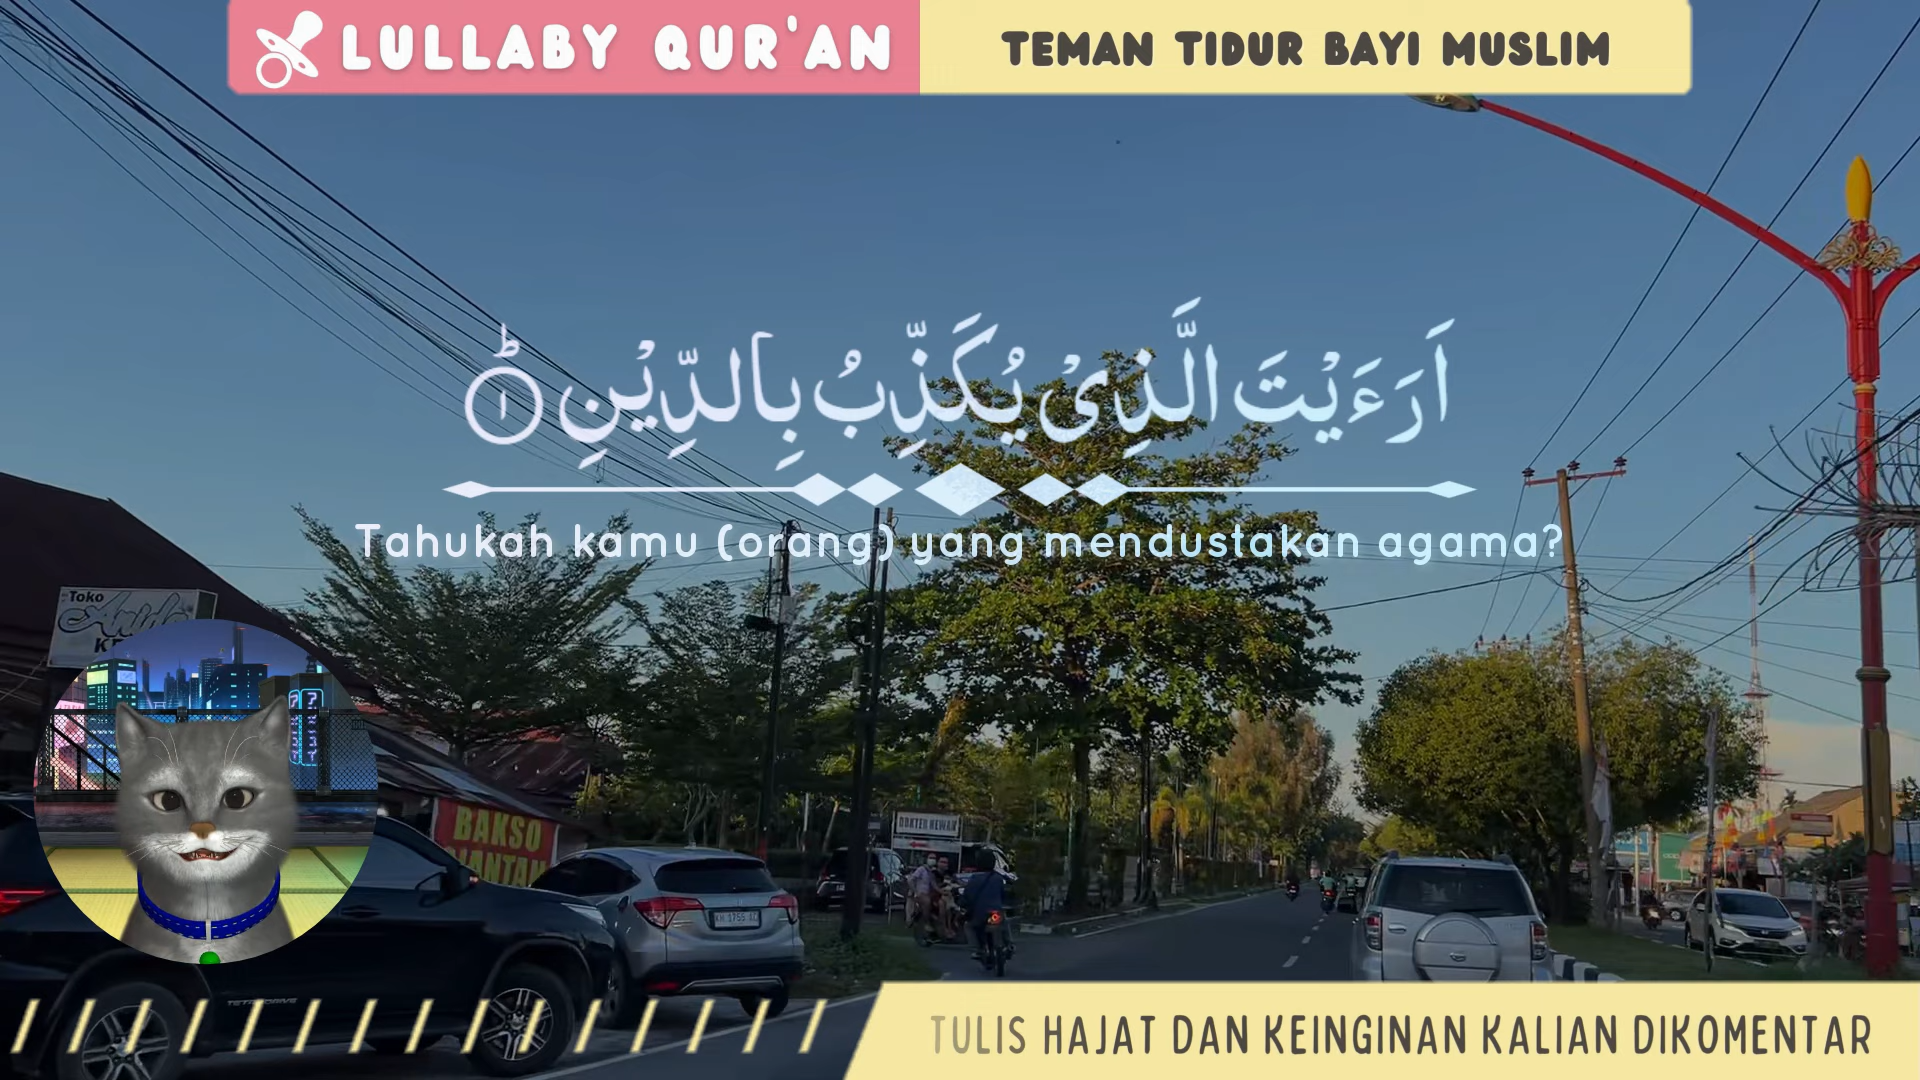 LULLABY QUR'AN
TEMAN TIDUR BAYI MUSLIM
اَرَءَيْتَ الَّذِيْ يُكَذِّبُ بِالدِّيْنِۗ ١
Tahukah kamu (orang) yang mendustakan agama?
Toko
BAKSO
DOKTER HEWAN
TULIS HAJAT DAN KEINGINAN KALIAN DIKOMENTAR